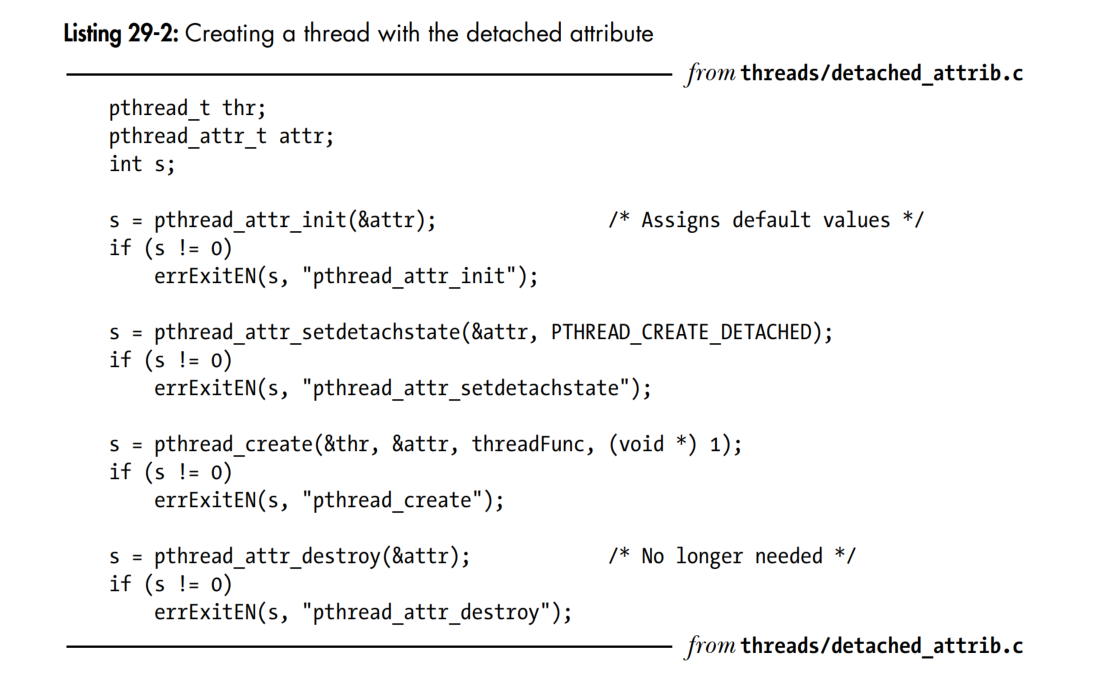 Listing 29-2: Creating a thread with the detached attribute
from threads/detached_attrib.c
pthread_t thr;
pthread_attr_t attr;
int s;
s = pthread_attr_init(&attr); /* Assigns default values */
if (s != 0)
errExitEN(s, "pthread_attr_init");
s = pthread_attr_setdetachstate(&attr, PTHREAD_CREATE_DETACHED);
if (s != 0)
errExitEN(s, "pthread_attr_setdetachstate");
s = pthread_create(&thr, &attr, threadFunc, (void *) 1);
if (s != 0)
errExitEN(s, "pthread_create");
s = pthread_attr_destroy(&attr); /* No longer needed */
if (s != 0)
errExitEN(s, "pthread_attr_destroy");
from threads/detached_attrib.c